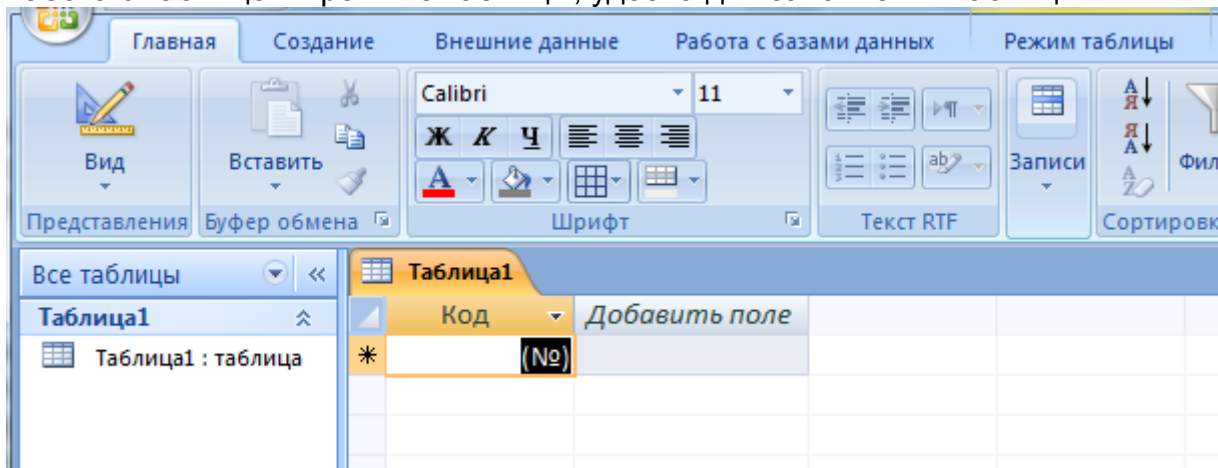 Главная Создание Внешние данные Работа с базами данных Режим таблицы
Calibri 11
Ж К Ч
Вид Вставить Записи Фил
Представления Буфер обмена Шрифт Текст RTF Сортировк
Все таблицы Таблица1
Таблица1 Код Добавить поле
Таблица1 : таблица (№)